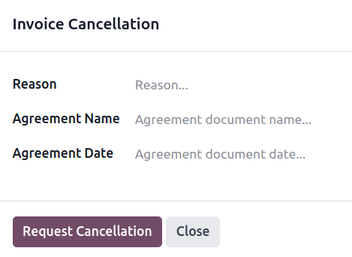 Invoice Cancellation
Reason Reason...
Agreement Name Agreement document name...
Agreement Date Agreement document date...
Request Cancellation Close